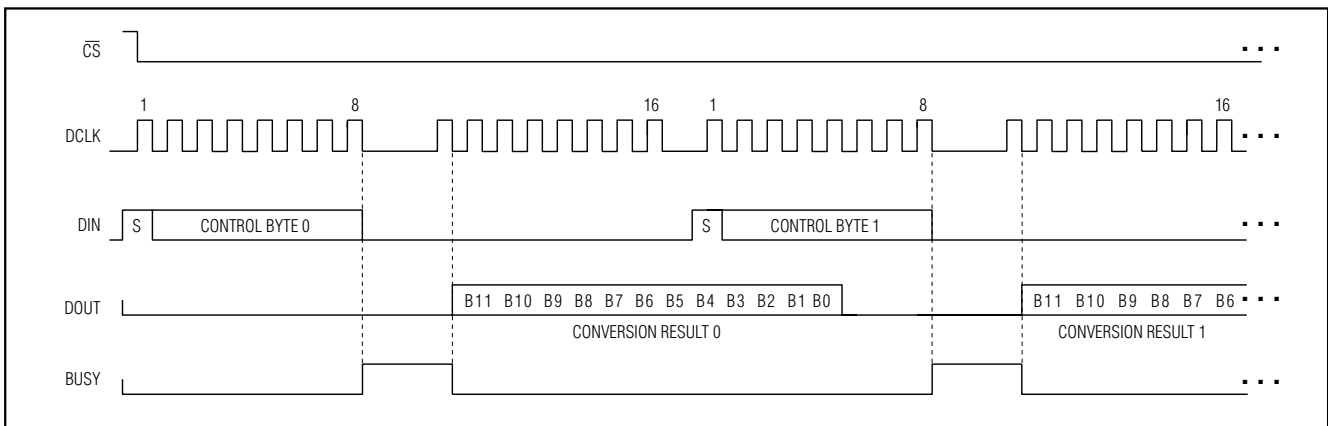 CS
1 8 16 1 8 16
DCLK
DIN S CONTROL BYTE 0 S CONTROL BYTE 1
DOUT B11 B10 B9 B8 B7 B6 B5 B4 B3 B2 B1 B0 B11 B10 B9 B8 B7 B6
CONVERSION RESULT 0 CONVERSION RESULT 1
BUSY